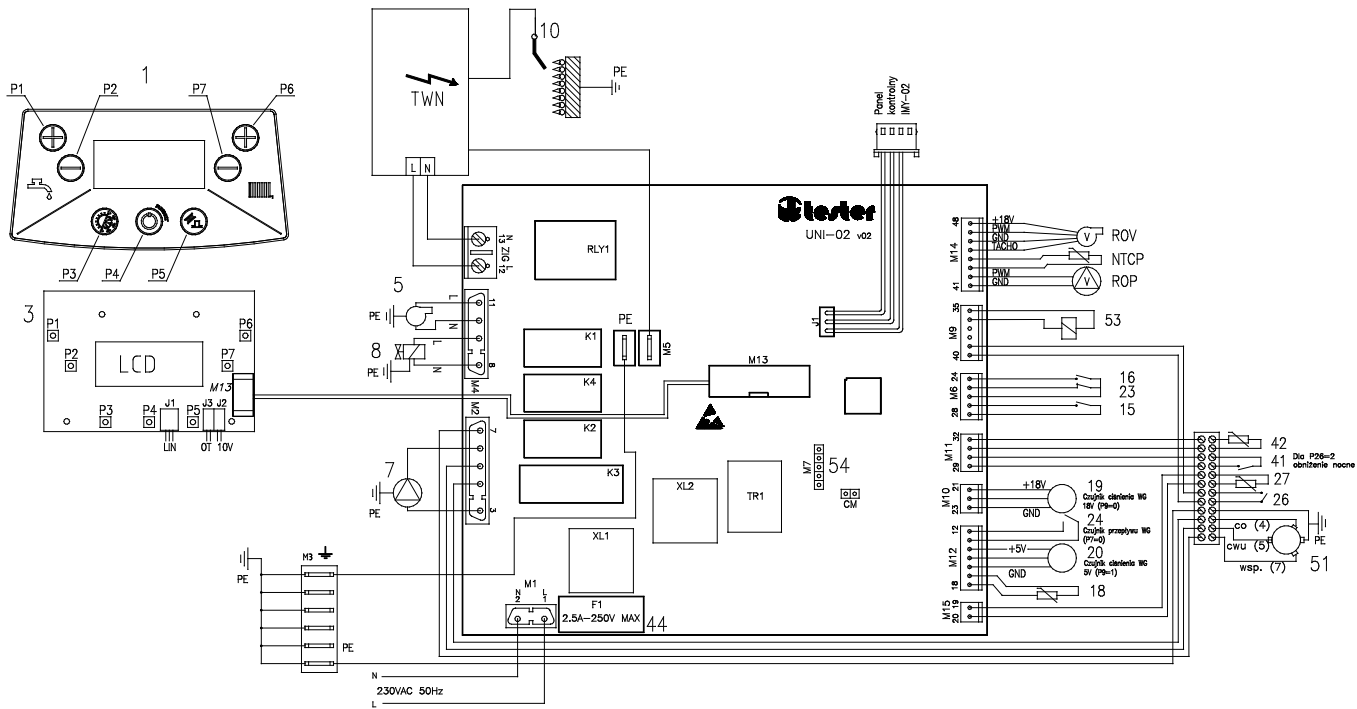 1
P1
P2
P7
P6
P3
P4
P5
TWN
L N
10
PE
Panel
kontrolny
IMY-02
tester
UNI-02 v02
3
P1
P6
P2
P7
LCD
M13
P3
P4
J1
P5
J3
J2
LIN
OT
10V
N
13
ZIG
L
12
RLY1
5
PE
L
N
11
8
L
N
8
PE
M4
M2
K1
K4
K2
K3
PE
M5
M13
J1
7
PE
7
3
XL2
TR1
XL1
M7
54
CM
M3
PE
PE
M1
N
2
L
1
F1
2.5A-250V MAX
44
N
230VAC 50Hz
L
48
M14
41
+18V
PWM
GND
TACHO
PWM
GND
ROV
NTCP
ROP
35
M9
40
53
24
M6
28
16
23
15
32
M11
29
42
41
Dla P26=2
obniżenie nocne
27
26
21
M10
23
+18V
GND
19
Czujnik ciśnienia WG
18V (P9=0)
24
Czujnik przepływu WG
(P7=0)
12
M12
18
+5V
GND
20
Czujnik ciśnienia WG
5V (P9=1)
18
M15
19
20
co (4)
cwu (5)
wsp. (7)
PE
51